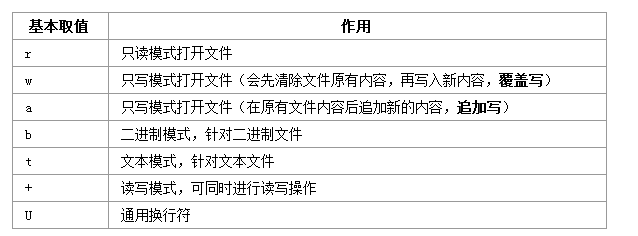 基本取值 作用
r 只读模式打开文件
w 只写模式打开文件（会先清除文件原有内容，再写入新内容，覆盖写）
a 只写模式打开文件（在原有文件内容后追加新的内容，追加写）
b 二进制模式，针对二进制文件
t 文本模式，针对文本文件
+ 读写模式，可同时进行读写操作
U 通用换行符